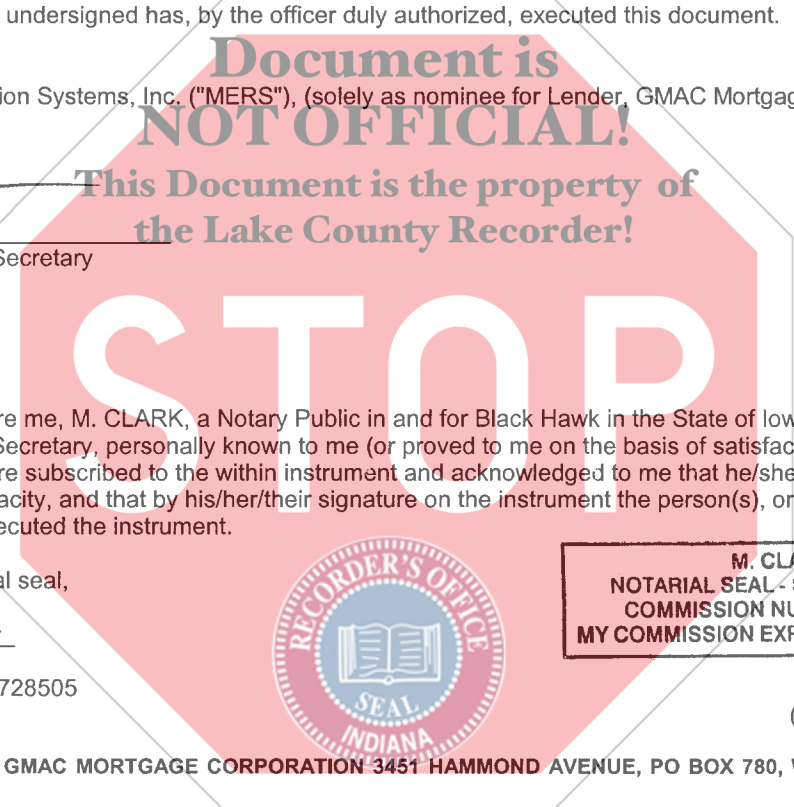 undersigned has, by the officer duly authorized, executed this document.
Document is
ion Systems, Inc. ("MERS"), (solely as nominee for Lender, GMAC Mortgag
NOT OFFICIAL!
This Document is the property of
the Lake County Recorder!
Secretary
STOP
re me, M. CLARK, a Notary Public in and for Black Hawk in the State of Iow
Secretary, personally known to me (or proved to me on the basis of satisfac
re subscribed to the within instrument and acknowledged to me that he/she
acity, and that by his/her/their signature on the instrument the person(s), or
ecuted the instrument.
al seal,
M. CLA
NOTARIAL SEAL - S
COMMISSION NU
MY COMMISSION EXP
RECORDER'S OFFICE
SEAL
INDIANA
728505
(
GMAC MORTGAGE CORPORATION 3451 HAMMOND AVENUE, PO BOX 780, W